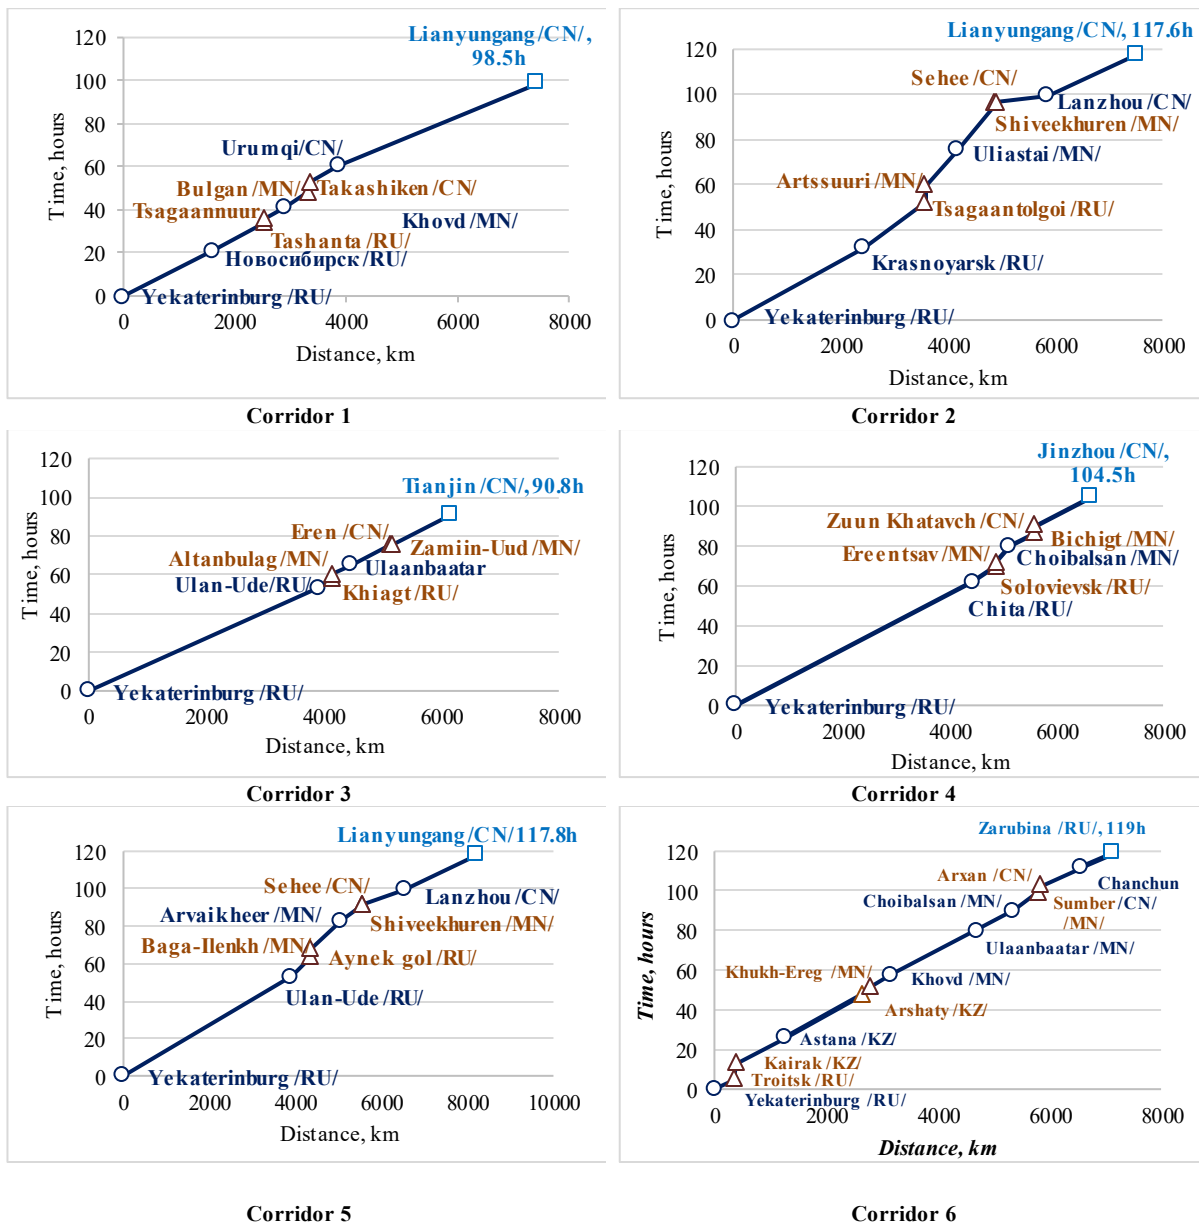 Lianyungang /CN/,
98.5h
120
100
80
60
40
20
0
Time, hours
Urumqi/CN/
Bulgan /MN/
Takashiken /CN/
Tsagaannuur
Khovd /MN/
Tashanta /RU/
Новосибирск /RU/
Yekaterinburg /RU/
0
2000
4000
6000
8000
Distance, km
Corridor 1
Lianyungang /CN/, 117.6h
120
100
80
60
40
20
0
Time, hours
Sehee /CN/
Lanzhou /CN/
Shiveekhuren /MN/
Uliastai /MN/
Artssuuri /MN/
Tsagaantolgoi /RU/
Krasnoyarsk /RU/
Yekaterinburg /RU/
0
2000
4000
6000
8000
Distance, km
Corridor 2
120
100
80
60
40
20
0
Time, hours
Tianjin /CN/, 90.8h
Eren /CN/
Zamiin-Uud /MN/
Altanbulag /MN/
Ulaanbaatar
Ulan-Ude/RU/
Khiagt /RU/
Yekaterinburg /RU/
0
2000
4000
6000
8000
Distance, km
Corridor 3
Jinzhou /CN/,
104.5h
120
100
80
60
40
20
0
Time, hours
Zuun Khatavch /CN/
Bichigt /MN/
Ereentsav /MN/
Choibalsan /MN/
Solovievsk /RU/
Chita /RU/
Yekaterinburg /RU/
0
2000
4000
6000
8000
Distance, km
Corridor 4
Lianyungang /CN/ 117.8h
120
100
80
60
40
20
0
Time, hours
Sehee /CN/
Lanzhou /CN/
Arvaikheer /MN/
Shiveekhuren /MN/
Baga-Ilenkh /MN/
Aynek gol /RU/
Ulan-Ude /RU/
Yekaterinburg /RU/
0
2000
4000
6000
8000
10000
Distance, km
Corridor 5
Zarubina /RU/, 119h
120
100
80
60
40
20
0
Time, hours
Arxan /CN/
Chanchun
/CN/
Choibalsan /MN/
Sumber
/MN/
Ulaanbaatar /MN/
Khukh-Ereg /MN/
Khovd /MN/
Arshaty /KZ/
Astana /KZ/
Kairak /KZ/
Troitsk /RU/
Yekaterinburg /RU/
0
2000
4000
6000
8000
Distance, km
Corridor 6